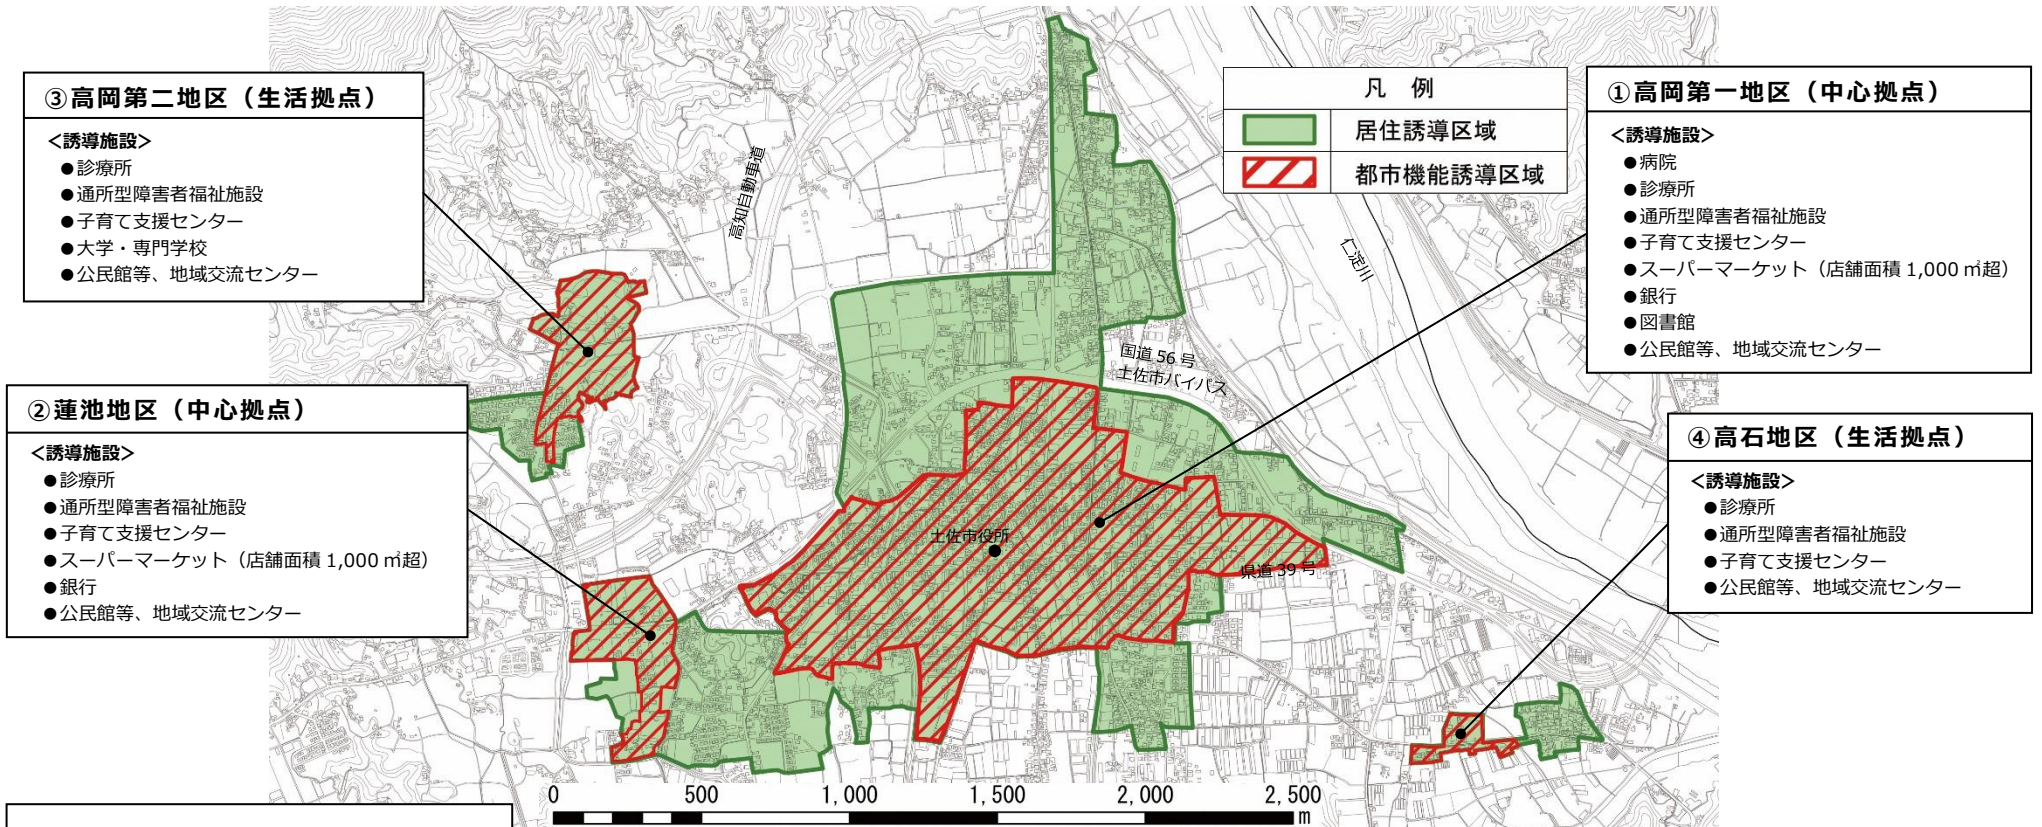 ③高岡第二地区（生活拠点）
＜誘導施設＞
●診療所
●通所型障害者福祉施設
●子育て支援センター
●大学・専門学校
●公民館等、地域交流センター
②蓮池地区（中心拠点）
＜誘導施設＞
●診療所
●通所型障害者福祉施設
●子育て支援センター
●スーパーマーケット（店舗面積 1,000 ㎡超）
●銀行
●公民館等、地域交流センター
高知自動車道
凡 例
居住誘導区域
都市機能誘導区域
仁淀川
国道 56 号
土佐市バイパス
土佐市役所
県道 39 号
①高岡第一地区（中心拠点）
＜誘導施設＞
●病院
●診療所
●通所型障害者福祉施設
●子育て支援センター
●スーパーマーケット（店舗面積 1,000 ㎡超）
●銀行
●図書館
●公民館等、地域交流センター
④高石地区（生活拠点）
＜誘導施設＞
●診療所
●通所型障害者福祉施設
●子育て支援センター
●公民館等、地域交流センター
0 500 1,000 1,500 2,000 2,500
m